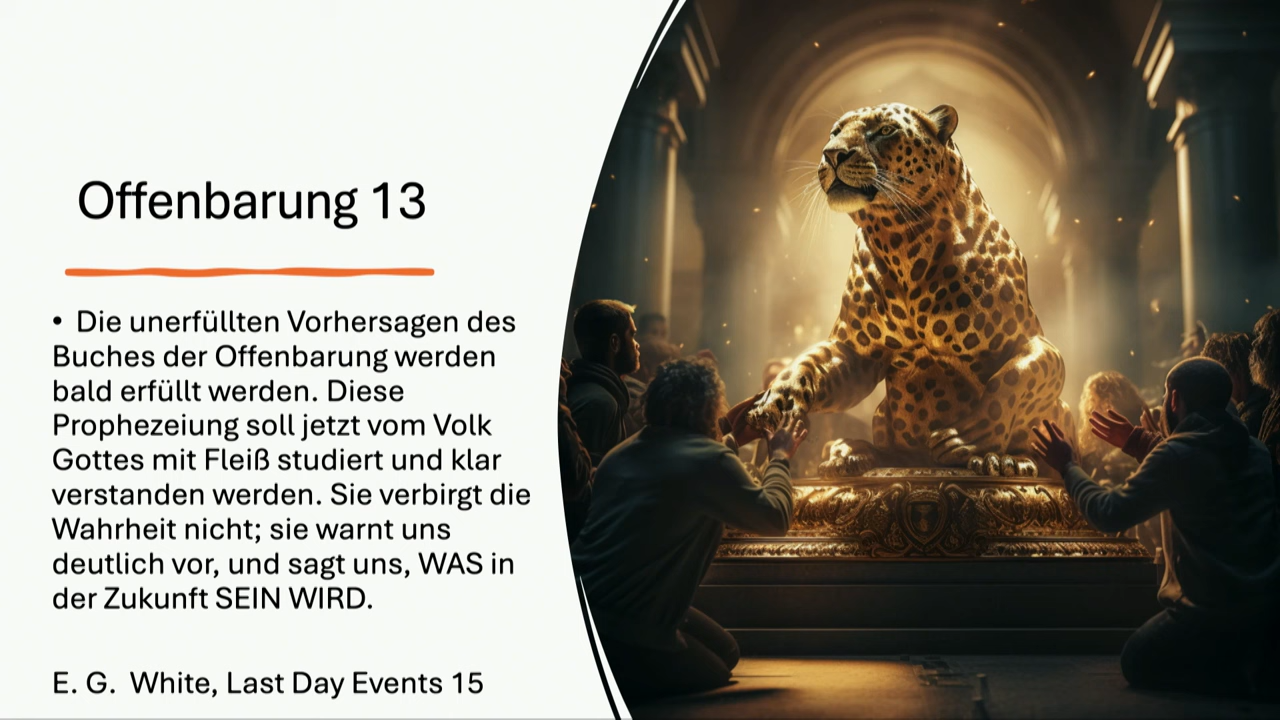 Offenbarung 13
• Die unerfüllten Vorhersagen des
Buches der Offenbarung werden
bald erfüllt werden. Diese
Prophezeiung soll jetzt vom Volk
Gottes mit Fleiß studiert und klar
verstanden werden. Sie verbirgt die
Wahrheit nicht; sie warnt uns
deutlich vor, und sagt uns, WAS in
der Zukunft SEIN WIRD.
E. G. White, Last Day Events 15